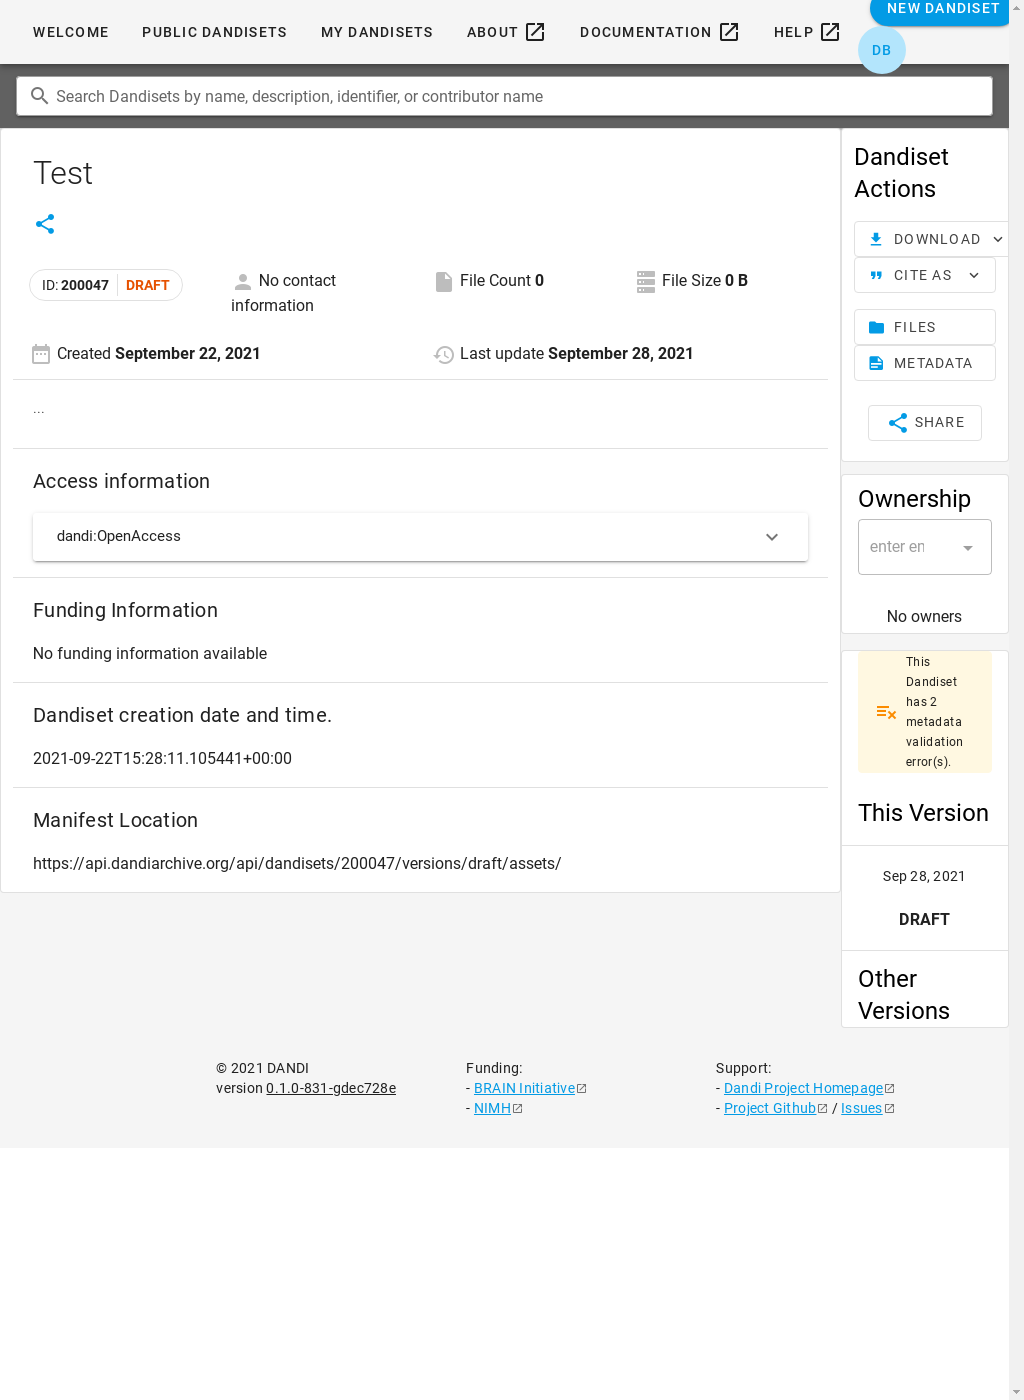 WELCOME
PUBLIC DANDISETS
MY DANDISETS
ABOUT
DOCUMENTATION
HELP
NEW DANDISET
DB
Search Dandisets by name, description, identifier, or contributor name
Test
ID: 200047 DRAFT
No contact
information
File Count 0
File Size 0 B
Created September 22, 2021
Last update September 28, 2021
...
Access information
dandi:OpenAccess
Funding Information
No funding information available
Dandiset creation date and time.
2021-09-22T15:28:11.105441+00:00
Manifest Location
https://api.dandiarchive.org/api/dandisets/200047/versions/draft/assets/
Dandiset
Actions
DOWNLOAD
CITE AS
FILES
METADATA
SHARE
Ownership
enter en
No owners
This
Dandiset
has 2
metadata
validation
error(s).
This Version
Sep 28, 2021
DRAFT
Other
Versions
© 2021 DANDI
version 0.1.0-831-gdec728e
Funding:
- BRAIN Initiative
- NIMH
Support:
- Dandi Project Homepage
- Project Github / Issues